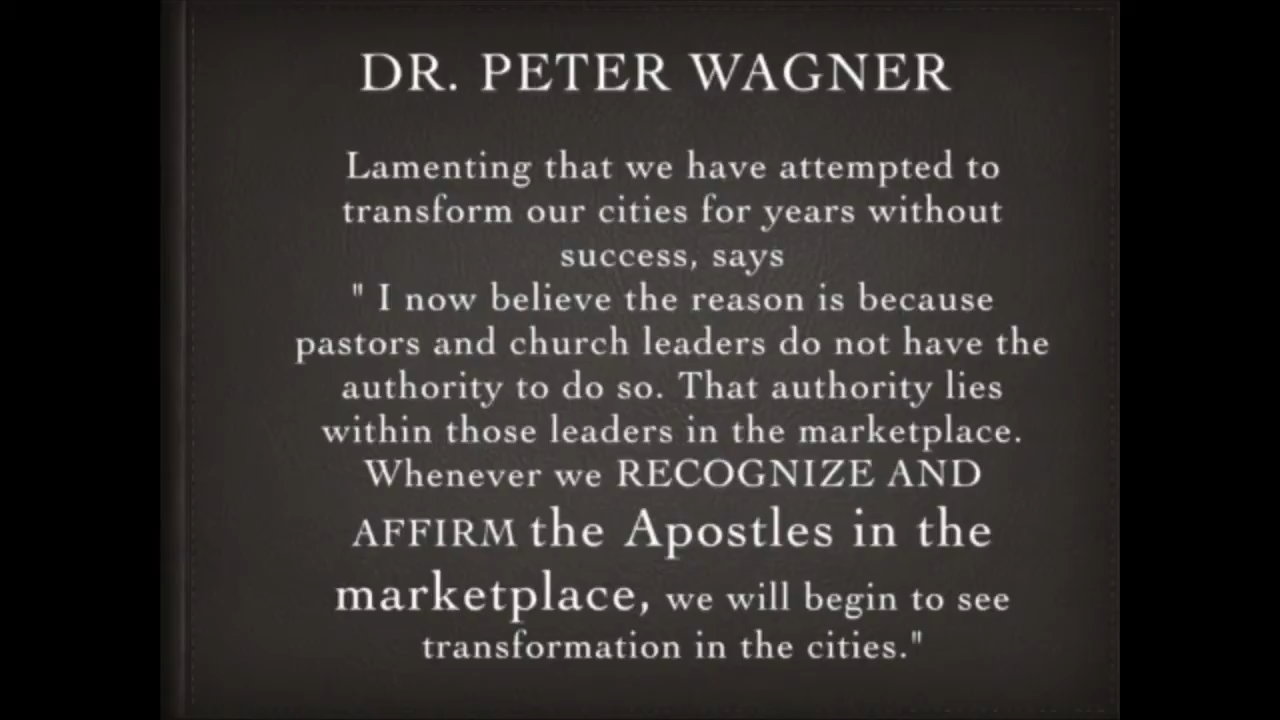 DR. PETER WAGNER
Lamenting that we have attempted to
transform our cities for years without
success, says
" I now believe the reason is because
pastors and church leaders do not have the
authority to do so. That authority lies
within those leaders in the marketplace.
Whenever we RECOGNIZE AND
AFFIRM the Apostles in the
marketplace, we will begin to see
transformation in the cities."